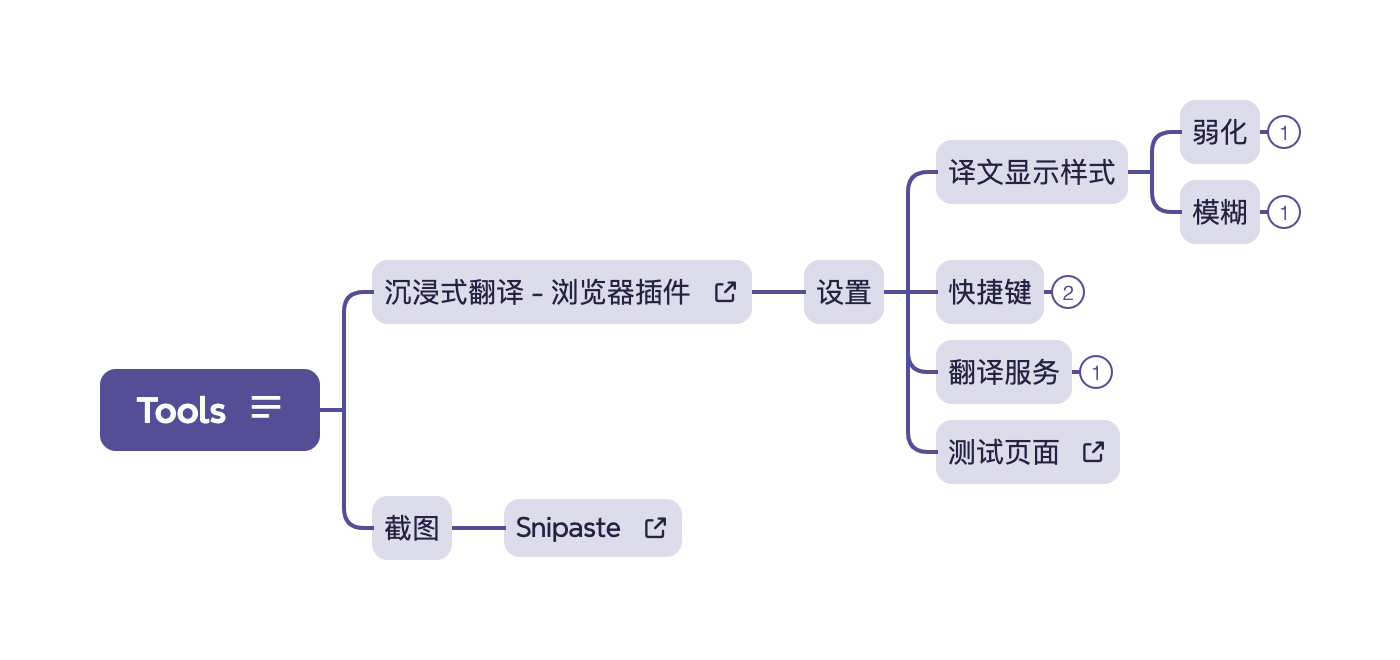 Tools
沉浸式翻译 - 浏览器插件
设置
译文显示样式
弱化
1
模糊
1
快捷键
2
翻译服务
1
测试页面
截图
Snipaste